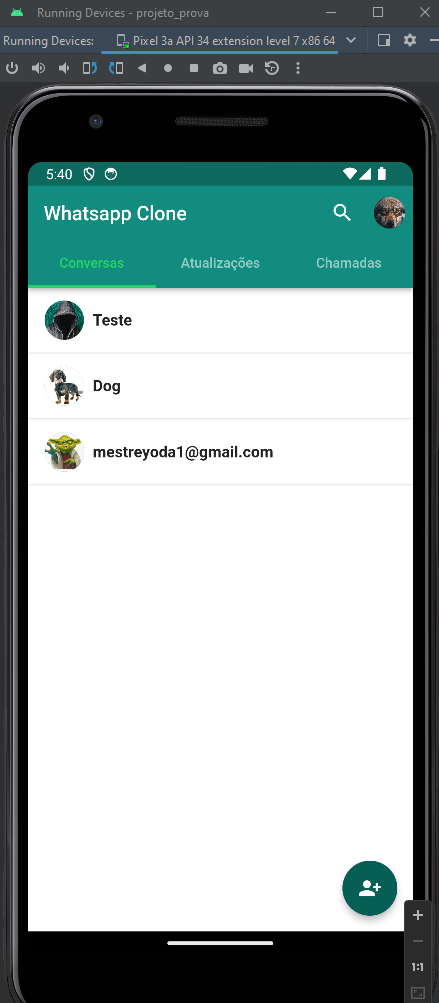 Running Devices - projeto_prova
Running Devices: Pixel 3a API 34 extension level 7 x86 64
5:40
Whatsapp Clone
Conversas Atualizações Chamadas
Teste
Dog
mestreyoda1@gmail.com
1:1